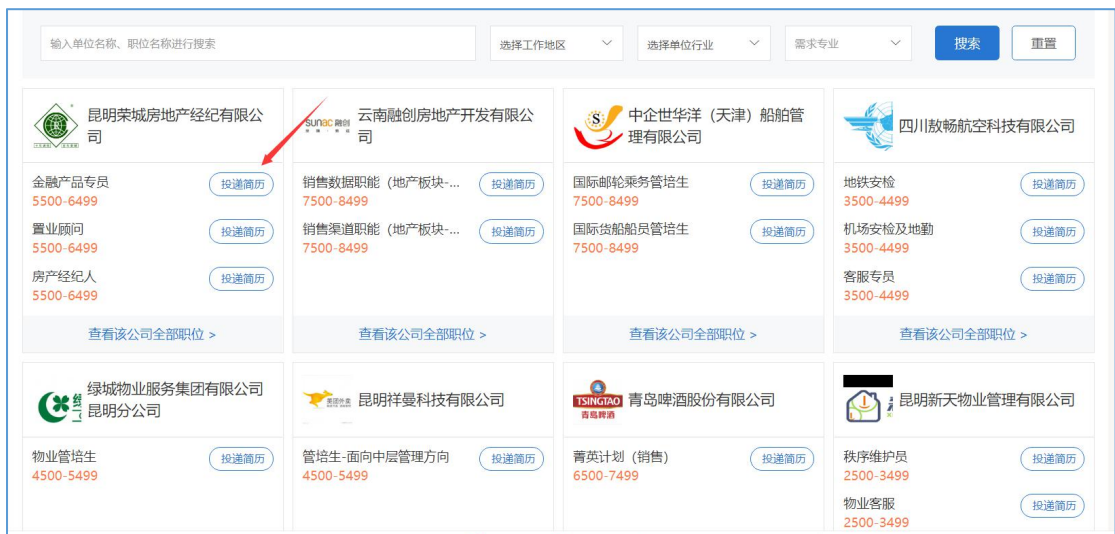 输入单位名称、职位名称进行搜索
选择工作地区
选择单位行业
需求专业
搜索
重置
昆明荣城房地产经纪有限公
司
金融产品专员
投递简历
5500-6499
置业顾问
投递简历
5500-6499
房产经纪人
投递简历
5500-6499
查看该公司全部职位 >
sunac 融创
云南融创房地产开发有限公
司
销售数据职能（地产板块-...
投递简历
7500-8499
销售渠道职能（地产板块-...
投递简历
7500-8499
查看该公司全部职位 >
S
中企世华洋（天津）船舶管
理有限公司
国际邮轮乘务管培生
投递简历
7500-8499
国际货船船员管培生
投递简历
7500-8499
查看该公司全部职位 >
四川敖畅航空科技有限公司
地铁安检
投递简历
3500-4499
机场安检及地勤
投递简历
3500-4499
客服专员
投递简历
3500-4499
查看该公司全部职位 >
绿城物业服务集团有限公司
昆明分公司
物业管培生
投递简历
4500-5499
美团外卖
昆明祥曼科技有限公司
管培生-面向中层管理方向
投递简历
4500-5499
TSINGTAO
青岛啤酒
青岛啤酒股份有限公司
菁英计划（销售）
投递简历
6500-7499
昆明新天物业管理有限公司
秩序维护员
投递简历
2500-3499
物业客服
投递简历
2500-3499